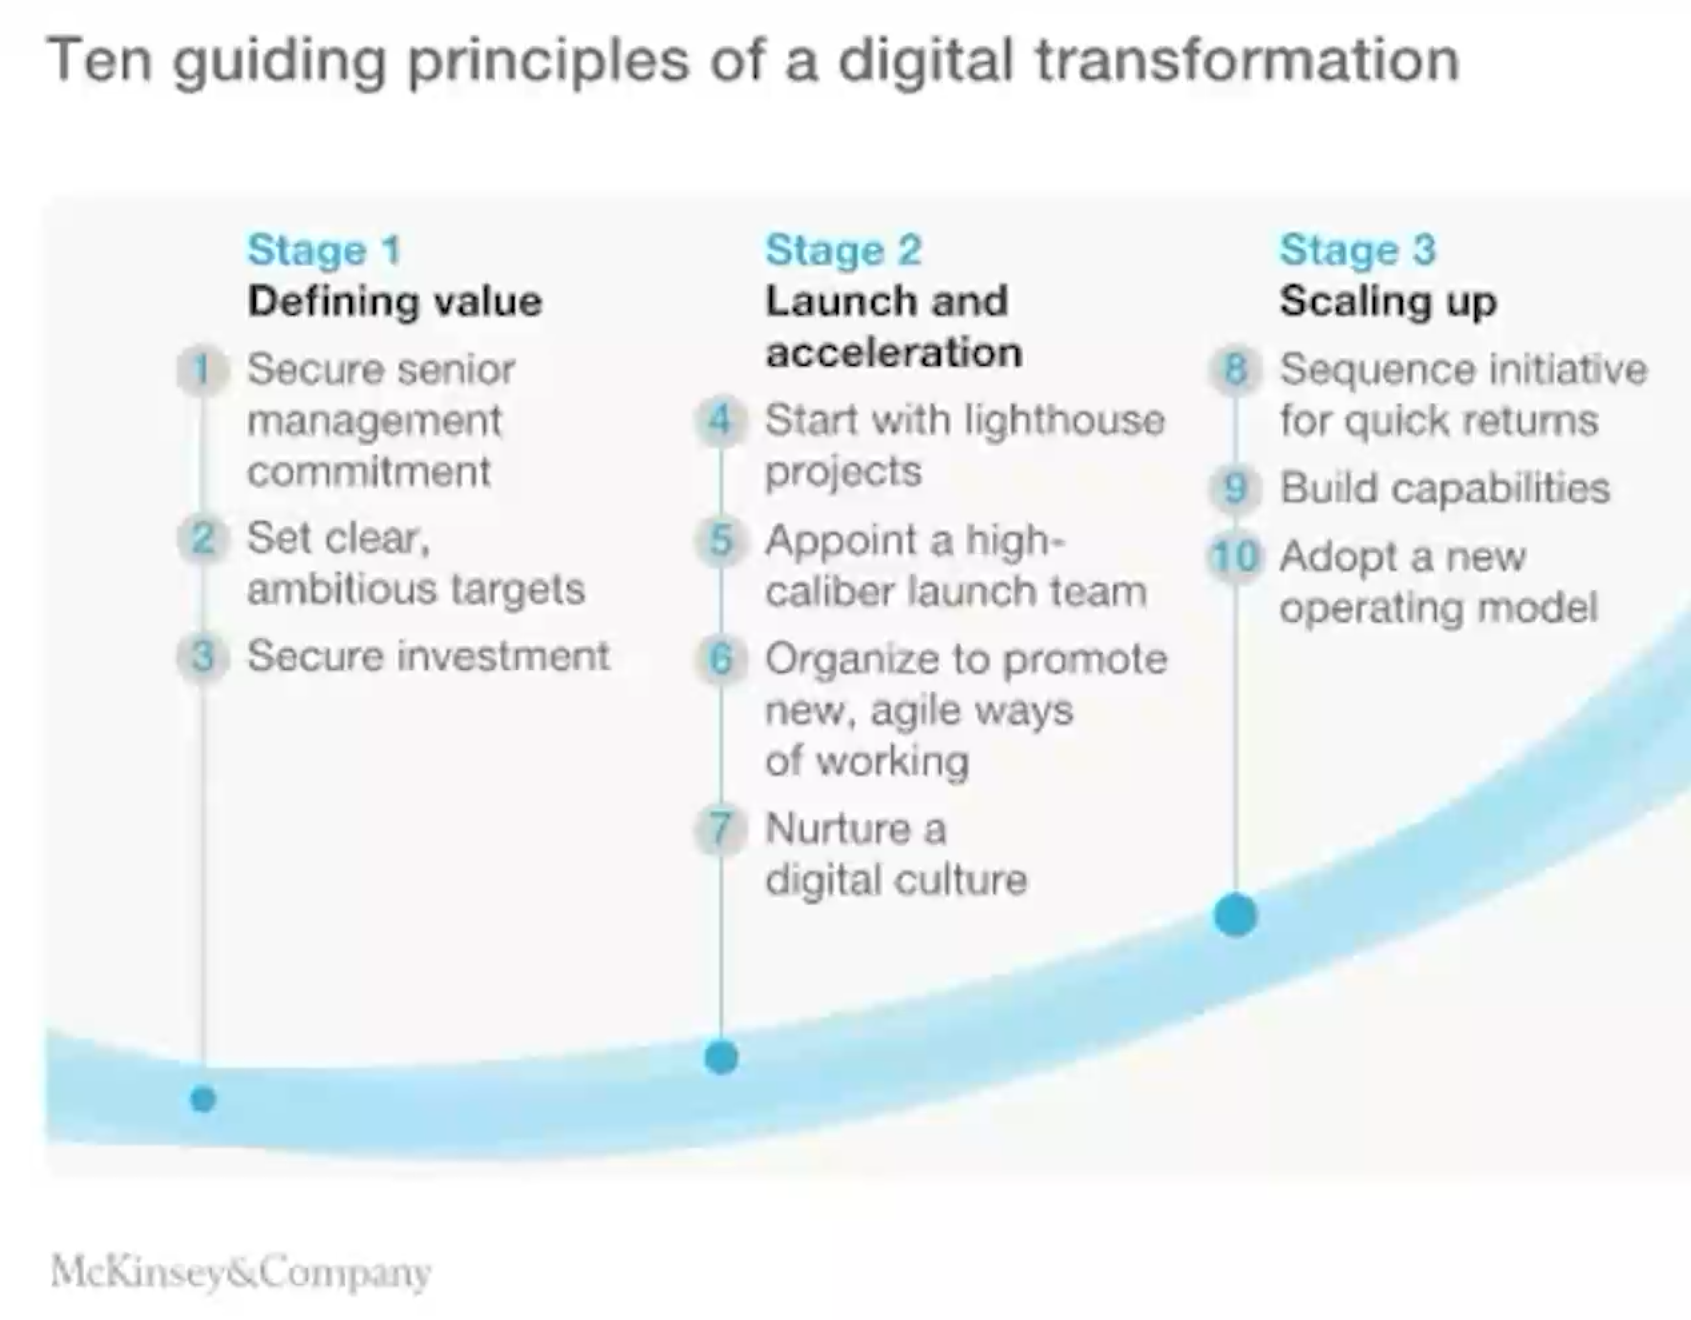 Ten guiding principles of a digital transformation
Stage 1
Defining value
1 Secure senior
management
commitment
2 Set clear,
ambitious targets
3 Secure investment
Stage 2
Launch and
acceleration
4 Start with lighthouse
projects
5 Appoint a high-
caliber launch team
6 Organize to promote
new, agile ways
of working
7 Nurture a
digital culture
Stage 3
Scaling up
8 Sequence initiative
for quick returns
9 Build capabilities
10 Adopt a new
operating model
McKinsey&Company